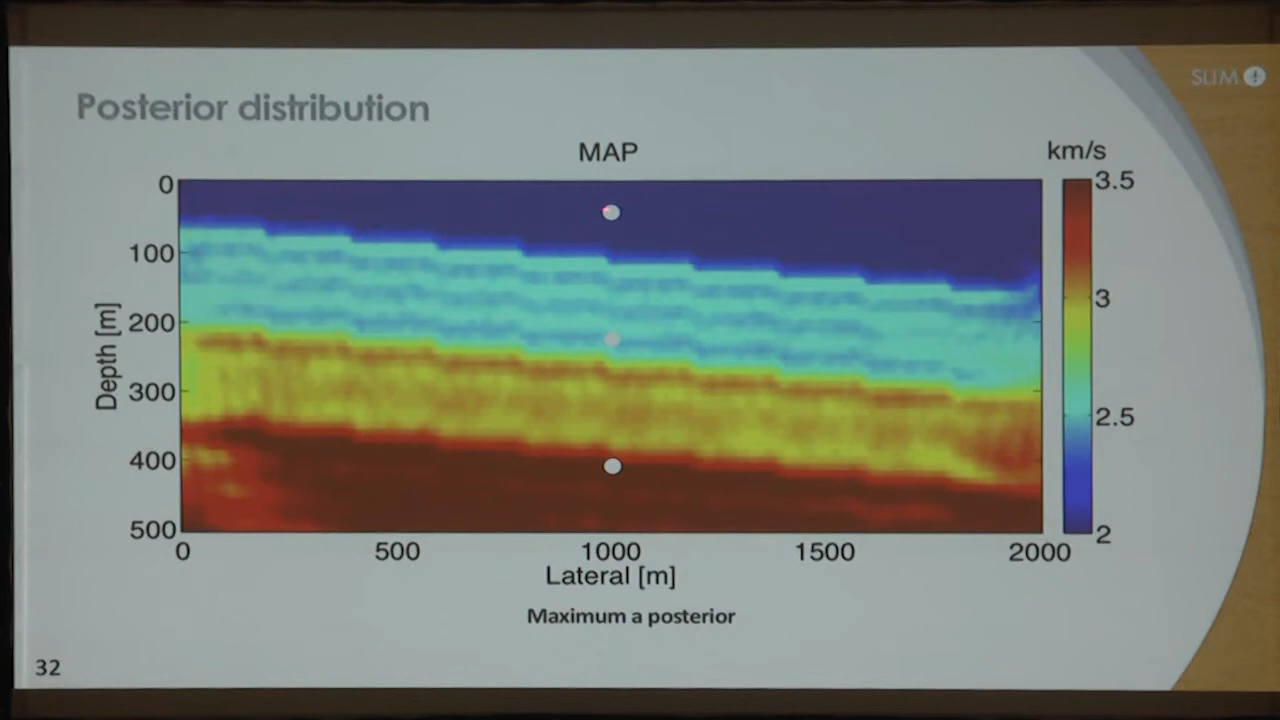 SLIM
Posterior distribution
MAP
km/s
0
100
200
300
400
500
Depth [m]
3.5
3
2.5
2
0
500
1000
1500
2000
Lateral [m]
Maximum a posterior
32